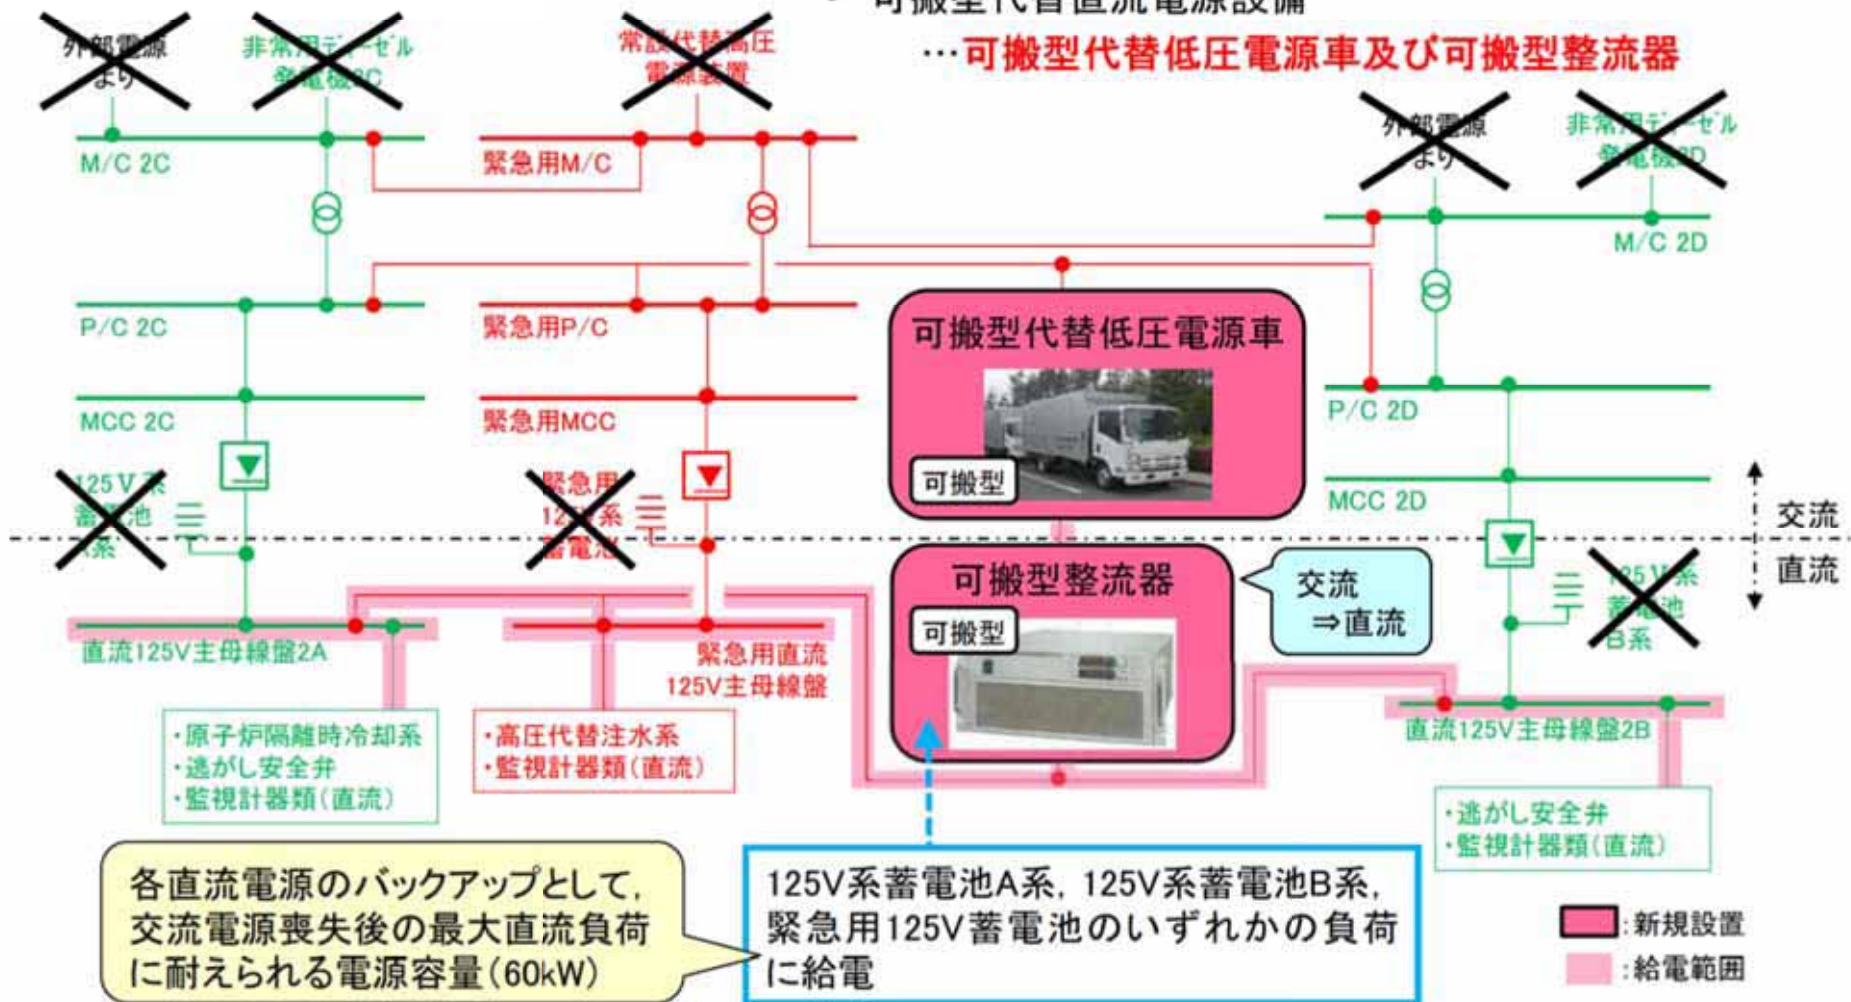 ・ 可搬型代替直流電源設備
…可搬型代替低圧電源車及び可搬型整流器
外部電源
より
非常用ディーゼル
発電機2C
常設代替高圧
電源装置
外部電源
より
非常用ディーゼル
発電機2D
M/C 2C
緊急用M/C
M/C 2D
P/C 2C
緊急用P/C
可搬型代替低圧電源車
可搬型
P/C 2D
MCC 2C
緊急用MCC
MCC 2D
125V系
蓄電池
A系
緊急用
125V系
蓄電池
交流
直流
可搬型整流器
可搬型
交流
⇒直流
125V系
蓄電池
B系
直流125V主母線盤2A
緊急用直流
125V主母線盤
直流125V主母線盤2B
・原子炉隔離時冷却系
・逃がし安全弁
・監視計器類(直流)
・高圧代替注水系
・監視計器類(直流)
・逃がし安全弁
・監視計器類(直流)
各直流電源のバックアップとして,
交流電源喪失後の最大直流負荷
に耐えられる電源容量(60kW)
125V系蓄電池A系, 125V系蓄電池B系,
緊急用125V蓄電池のいずれかの負荷
に給電
:新規設置
:給電範囲